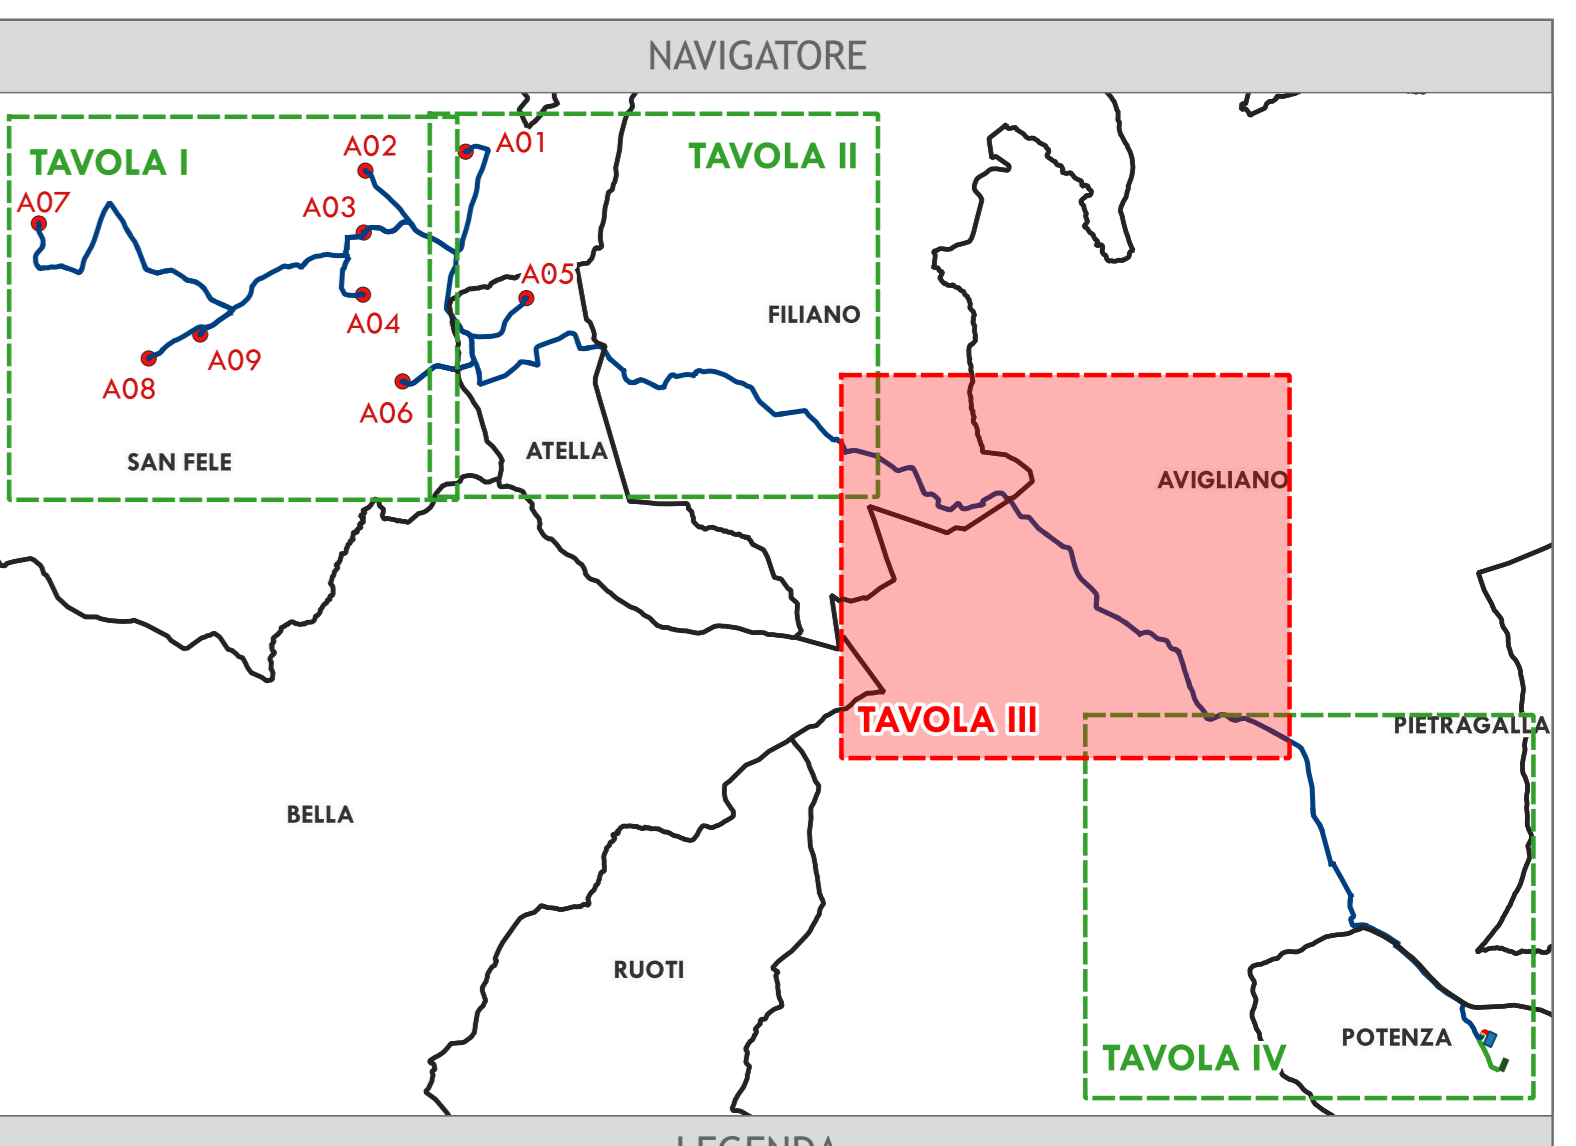 NAVIGATORE
TAVOLA I
A02
A01
TAVOLA II
A07
A03
A05
FILIANO
A04
A09
A08
A06
SAN FELE
ATELLA
AVIGLIANO
TAVOLA III
PIETRAGALLA
BELLA
RUOTI
POTENZA
TAVOLA IV
LEGENDA